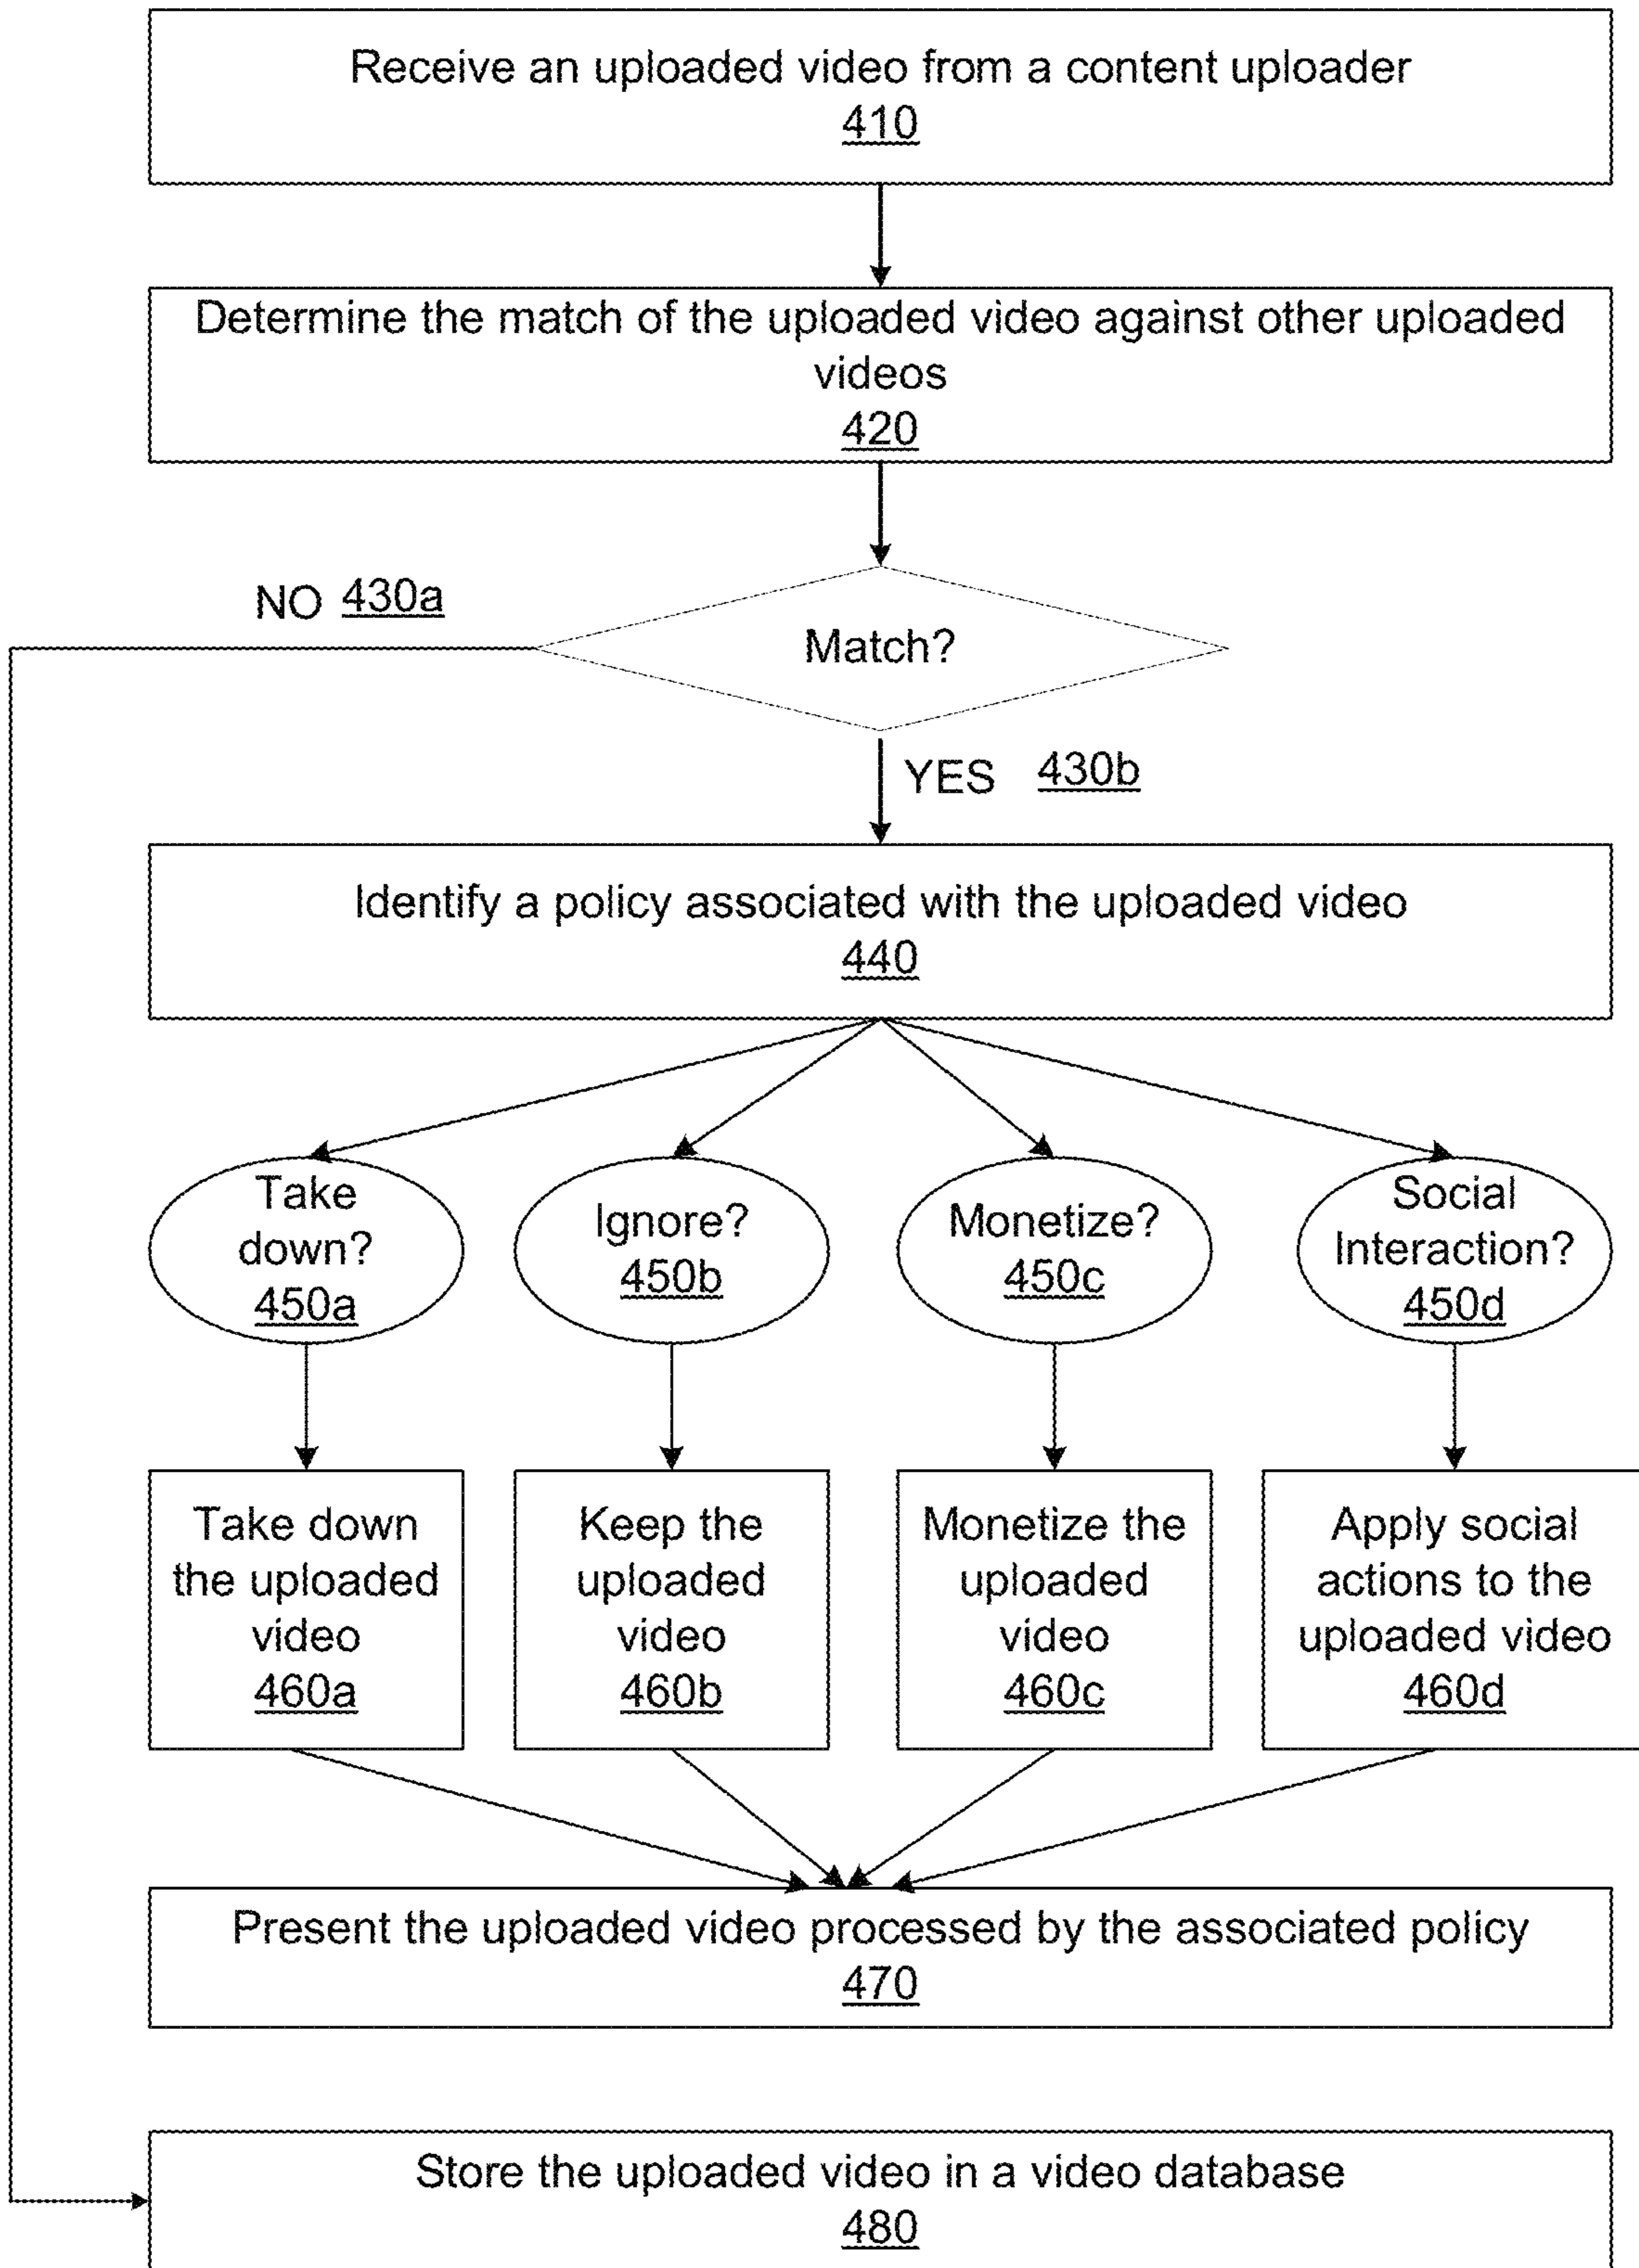 Receive an uploaded video from a content uploader
410
Determine the match of the uploaded video against other uploaded
videos
420
NO 430a
Match?
YES 430b
Identify a policy associated with the uploaded video
440
Take
down?
450a
Ignore?
450b
Monetize?
450c
Social
Interaction?
450d
Take down
the uploaded
video
460a
Keep the
uploaded
video
460b
Monetize the
uploaded
video
460c
Apply social
actions to the
uploaded video
460d
Present the uploaded video processed by the associated policy
470
Store the uploaded video in a video database
480